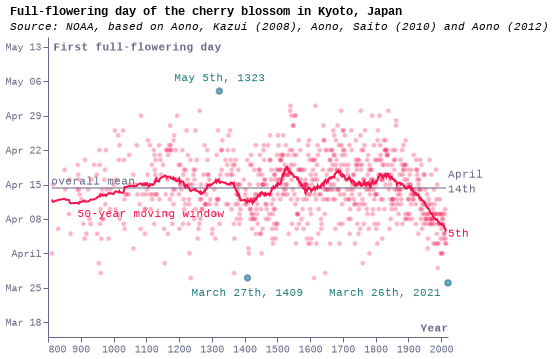 Full-flowering day of the cherry blossom in Kyoto, Japan
Source: NOAA, based on Aono, Kazui (2008), Aono, Saito (2010) and Aono (2012)
May 13
First full-flowering day
May 06
May 5th, 1323
Apr 29
Apr 22
Apr 15
overall mean
April
14th
Apr 08
50-year moving window
5th
April
Mar 25
March 27th, 1409
March 26th, 2021
Mar 18
Year
800 900 1000 1100 1200 1300 1400 1500 1600 1700 1800 1900 2000